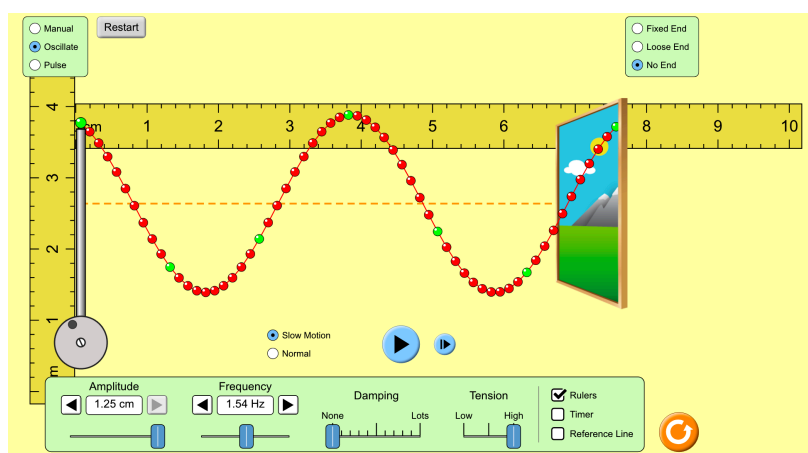 Manual
Oscillate
Pulse
Restart
Fixed End
Loose End
No End
4
3
2
1
cm 1 2 3 4 5 6 7 8 9 10
Slow Motion
Normal
Amplitude
1.25 cm
Frequency
1.54 Hz
Damping
None Lots
Tension
Low High
Rulers
Timer
Reference Line